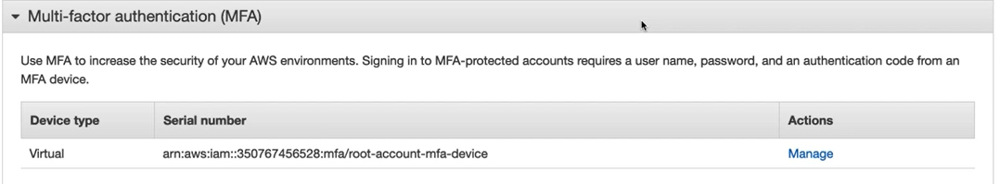 Multi-factor authentication (MFA)
Use MFA to increase the security of your AWS environments. Signing in to MFA-protected accounts requires a user name, password, and an authentication code from an
MFA device.
Device type Serial number Actions
Virtual arn:aws:iam::350767456528:mfa/root-account-mfa-device Manage